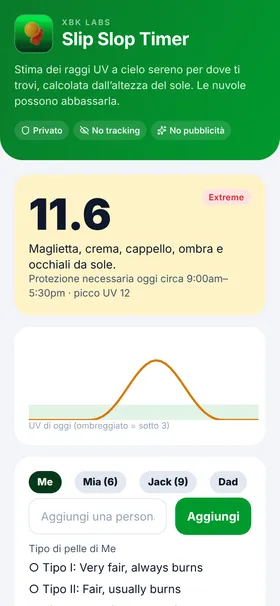 XBK LABS
Slip Slop Timer
Stima dei raggi UV a cielo sereno per dove ti
trovi, calcolata dall’altezza del sole. Le nuvole
possono abbassarla.
Privato
No tracking
No pubblicità
11.6
Extreme
Maglietta, crema, cappello, ombra e
occhiali da sole.
Protezione necessaria oggi circa 9:00am–
5:30pm · picco UV 12
UV di oggi (ombreggiato = sotto 3)
Me
Mia (6)
Jack (9)
Dad
Aggiungi una person
Aggiungi
Tipo di pelle di Me
Tipo I: Very fair, always burns
Tipo II: Fair, usually burns